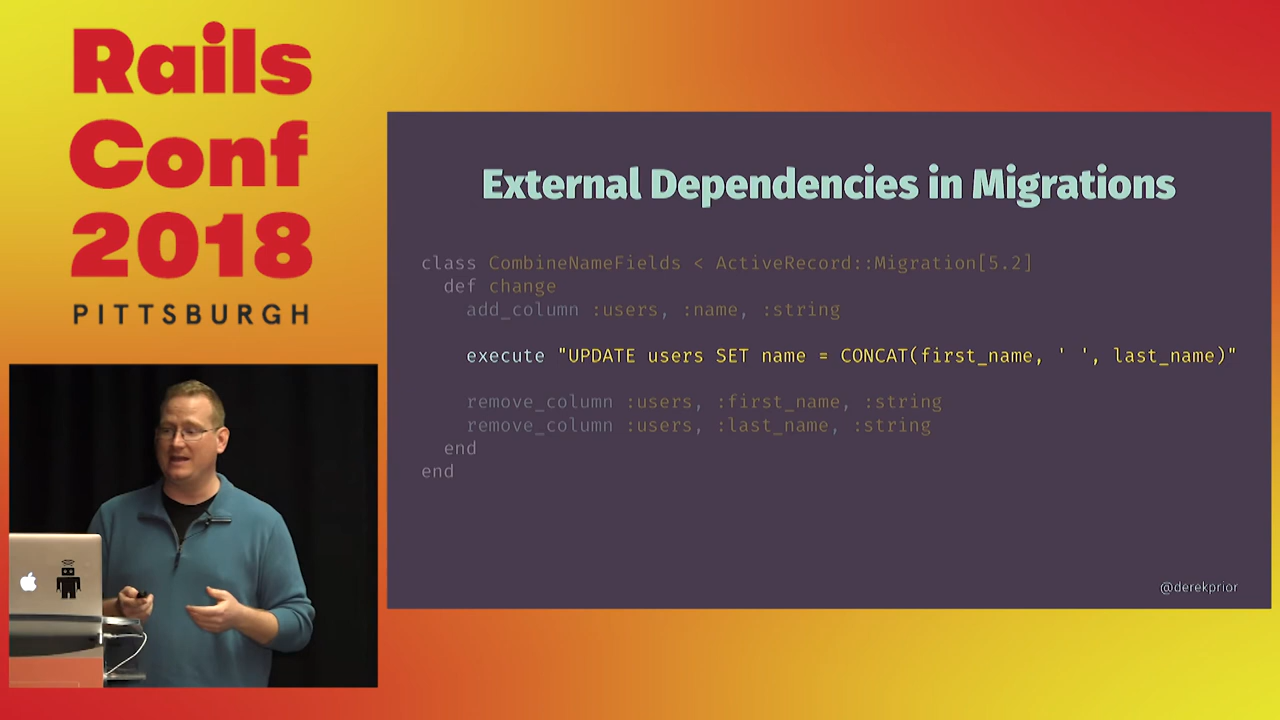 Rails
Conf
2018
PITTSBURGH
External Dependencies in Migrations
class CombineNameFields < ActiveRecord::Migration[5.2]
def change
add_column :users, :name, :string
execute "UPDATE users SET name = CONCAT(first_name, ' ', last_name)"
remove_column :users, :first_name, :string
remove_column :users, :last_name, :string
end
end
@derekprior